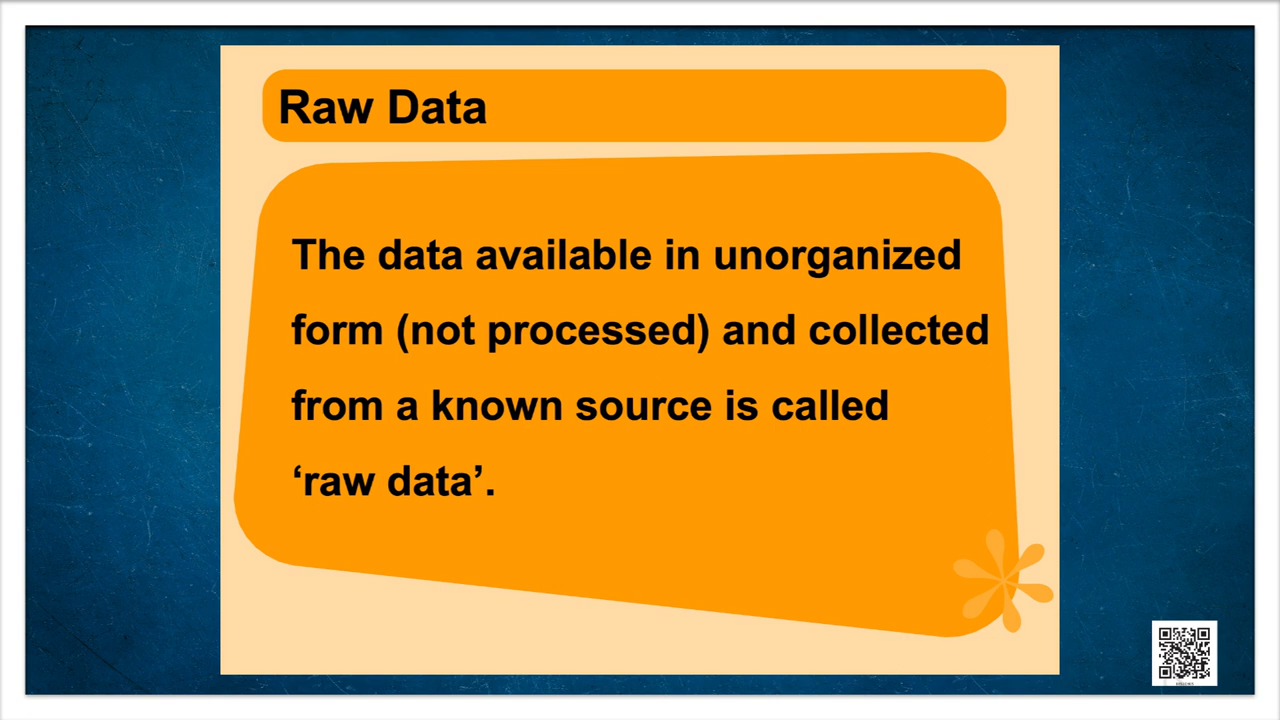 Raw Data
The data available in unorganized
form (not processed) and collected
from a known source is called
‘raw data’.